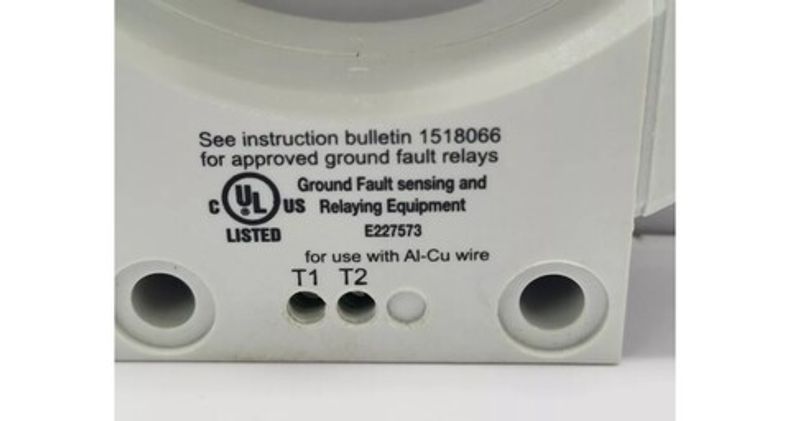 See instruction bulletin 1518066
for approved ground fault relays
Ground Fault sensing and
C UL US Relaying Equipment
LISTED E227573
for use with Al-Cu wire
T1 T2